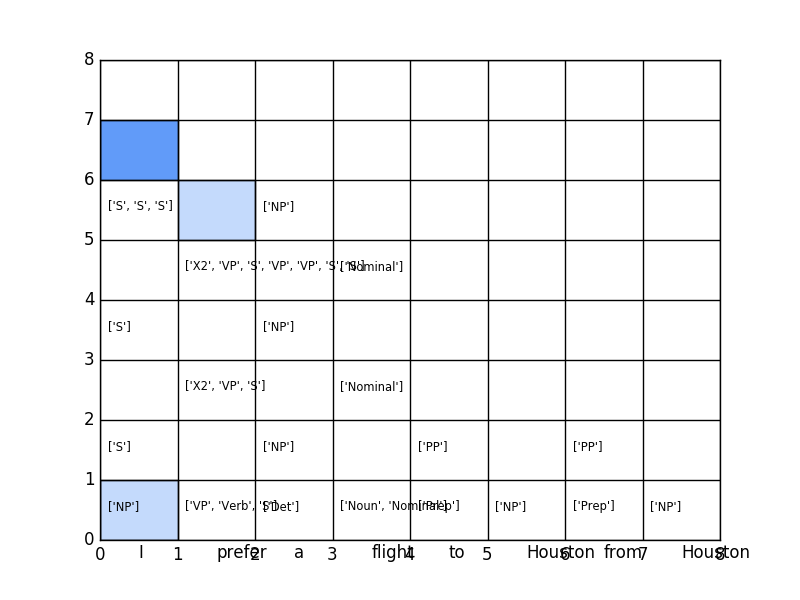 8
7
6
['S', 'S', 'S'] ['NP']
5
['X2', 'VP', 'S', 'VP', 'VP', 'S', 'S'] ['Nominal']
4
['S'] ['NP']
3
['X2', 'VP', 'S'] ['Nominal']
2
['S'] ['NP'] ['PP'] ['PP']
1
['NP'] ['VP', 'Verb', 'S'] ['Det'] ['Noun', 'Nominal'] ['Prep'] ['NP'] ['Prep'] ['NP']
0
0 1 2 3 4 5 6 7 8
I prefer a flight to Houston from Houston